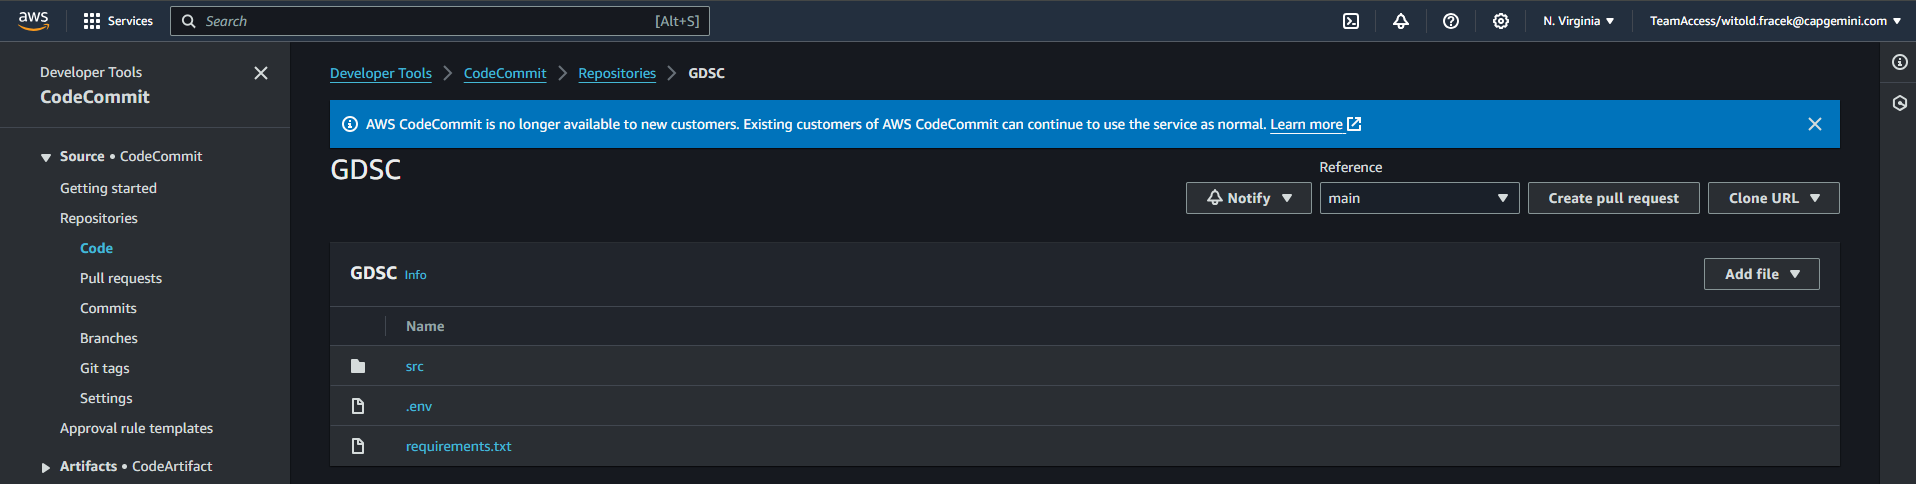 aws
Services
Search
[Alt+S]
N. Virginia
TeamAccess/witold.fracek@capgemini.com
Developer Tools
CodeCommit
Source • CodeCommit
Getting started
Repositories
Code
Pull requests
Commits
Branches
Git tags
Settings
Approval rule templates
Artifacts • CodeArtifact
Developer Tools > CodeCommit > Repositories > GDSC
AWS CodeCommit is no longer available to new customers. Existing customers of AWS CodeCommit can continue to use the service as normal. Learn more
GDSC
Reference
Notify
main
Create pull request
Clone URL
GDSC Info
Add file
Name
src
.env
requirements.txt